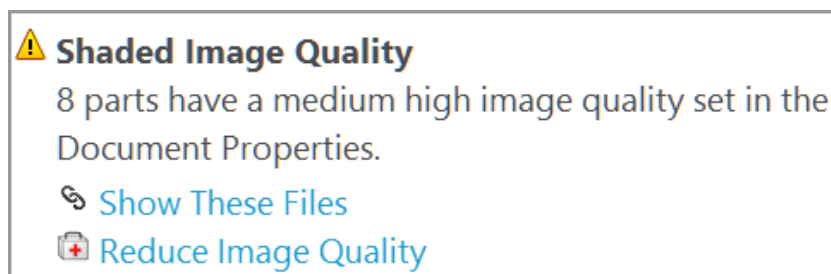 Shaded Image Quality
8 parts have a medium high image quality set in the
Document Properties.
Show These Files
Reduce Image Quality